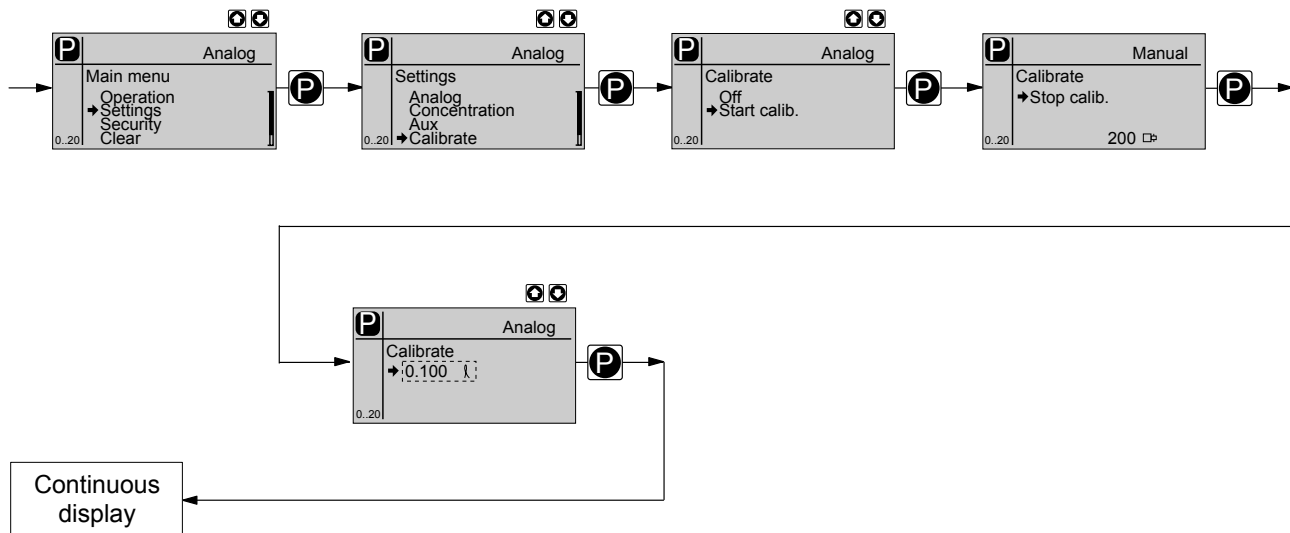 P
Analog
Main menu
Operation
Settings
Security
Clear
0..20
P
P
Analog
Settings
Analog
Concentration
Aux
Calibrate
0..20
P
P
Analog
Calibrate
Off
Start calib.
0..20
P
P
Manual
Calibrate
Stop calib.
200
0..20
P
P
Analog
Calibrate
0.100 ℓ
0..20
P
Continuous
display